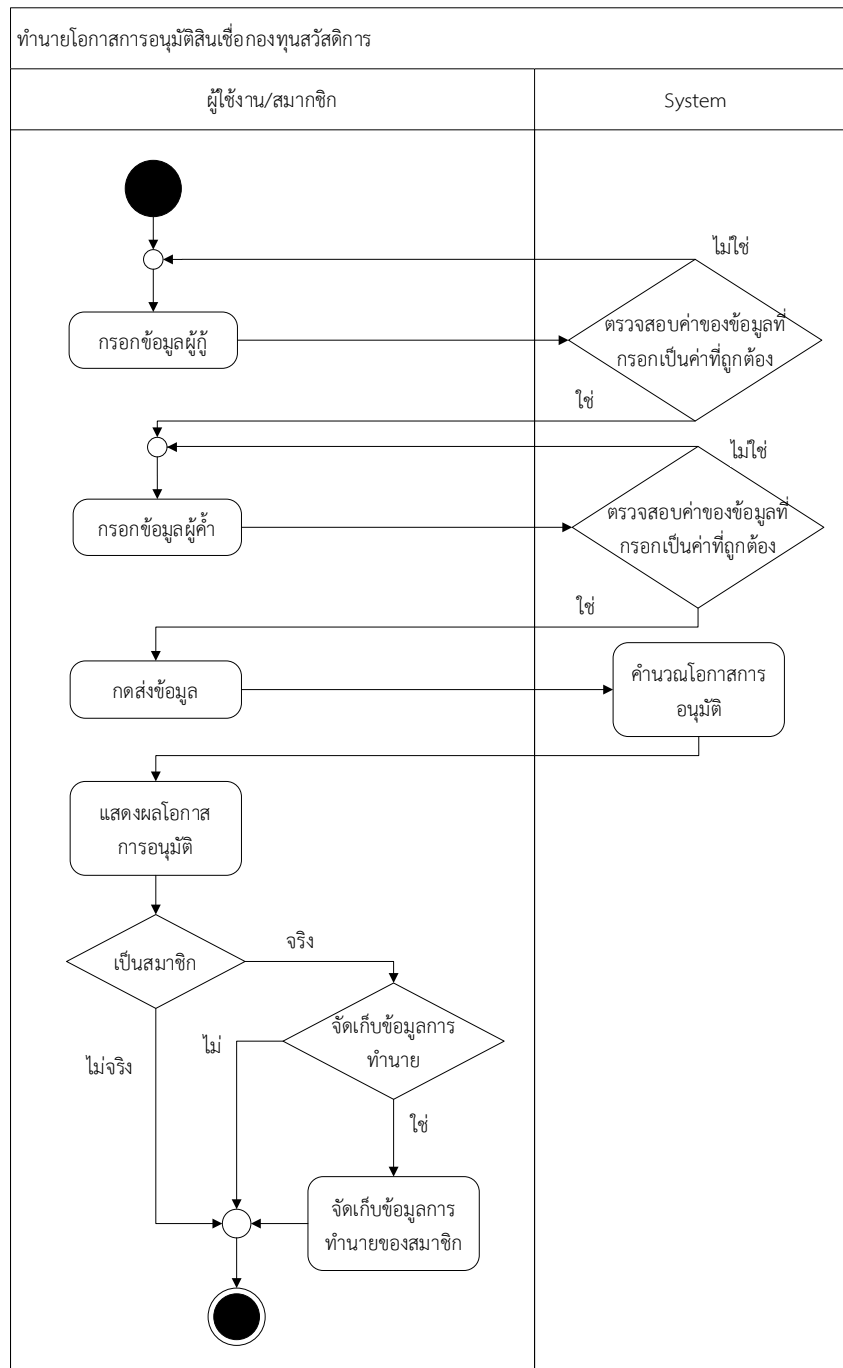 ทำนายโอกาสการอนุมัติสินเชื่อกองทุนสวัสดิการ
ผู้ใช้งาน/สมาชิก
System
ไม่ใช่
กรอกข้อมูลผู้กู้
ตรวจสอบค่าของข้อมูลที่
กรอกเป็นค่าที่ถูกต้อง
ใช่
ไม่ใช่
กรอกข้อมูลผู้ค้ำ
ตรวจสอบค่าของข้อมูลที่
กรอกเป็นค่าที่ถูกต้อง
ใช่
กดส่งข้อมูล
คำนวณโอกาสการ
อนุมัติ
แสดงผลโอกาส
การอนุมัติ
เป็นสมาชิก
จริง
จัดเก็บข้อมูลการ
ทำนาย
ไม่
ไม่จริง
ใช่
จัดเก็บข้อมูลการ
ทำนายของสมาชิก